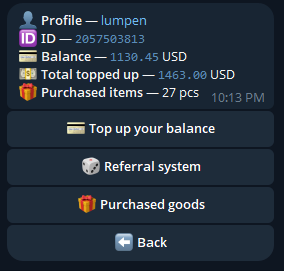 👤 Profile — lumpen
🆔 ID — 2057503813
💳 Balance — 1130.45 USD
💵 Total topped up — 1463.00 USD
🎁 Purchased items — 27 pcs
10:13 PM
💳 Top up your balance
🎲 Referral system
🎁 Purchased goods
⬅️ Back